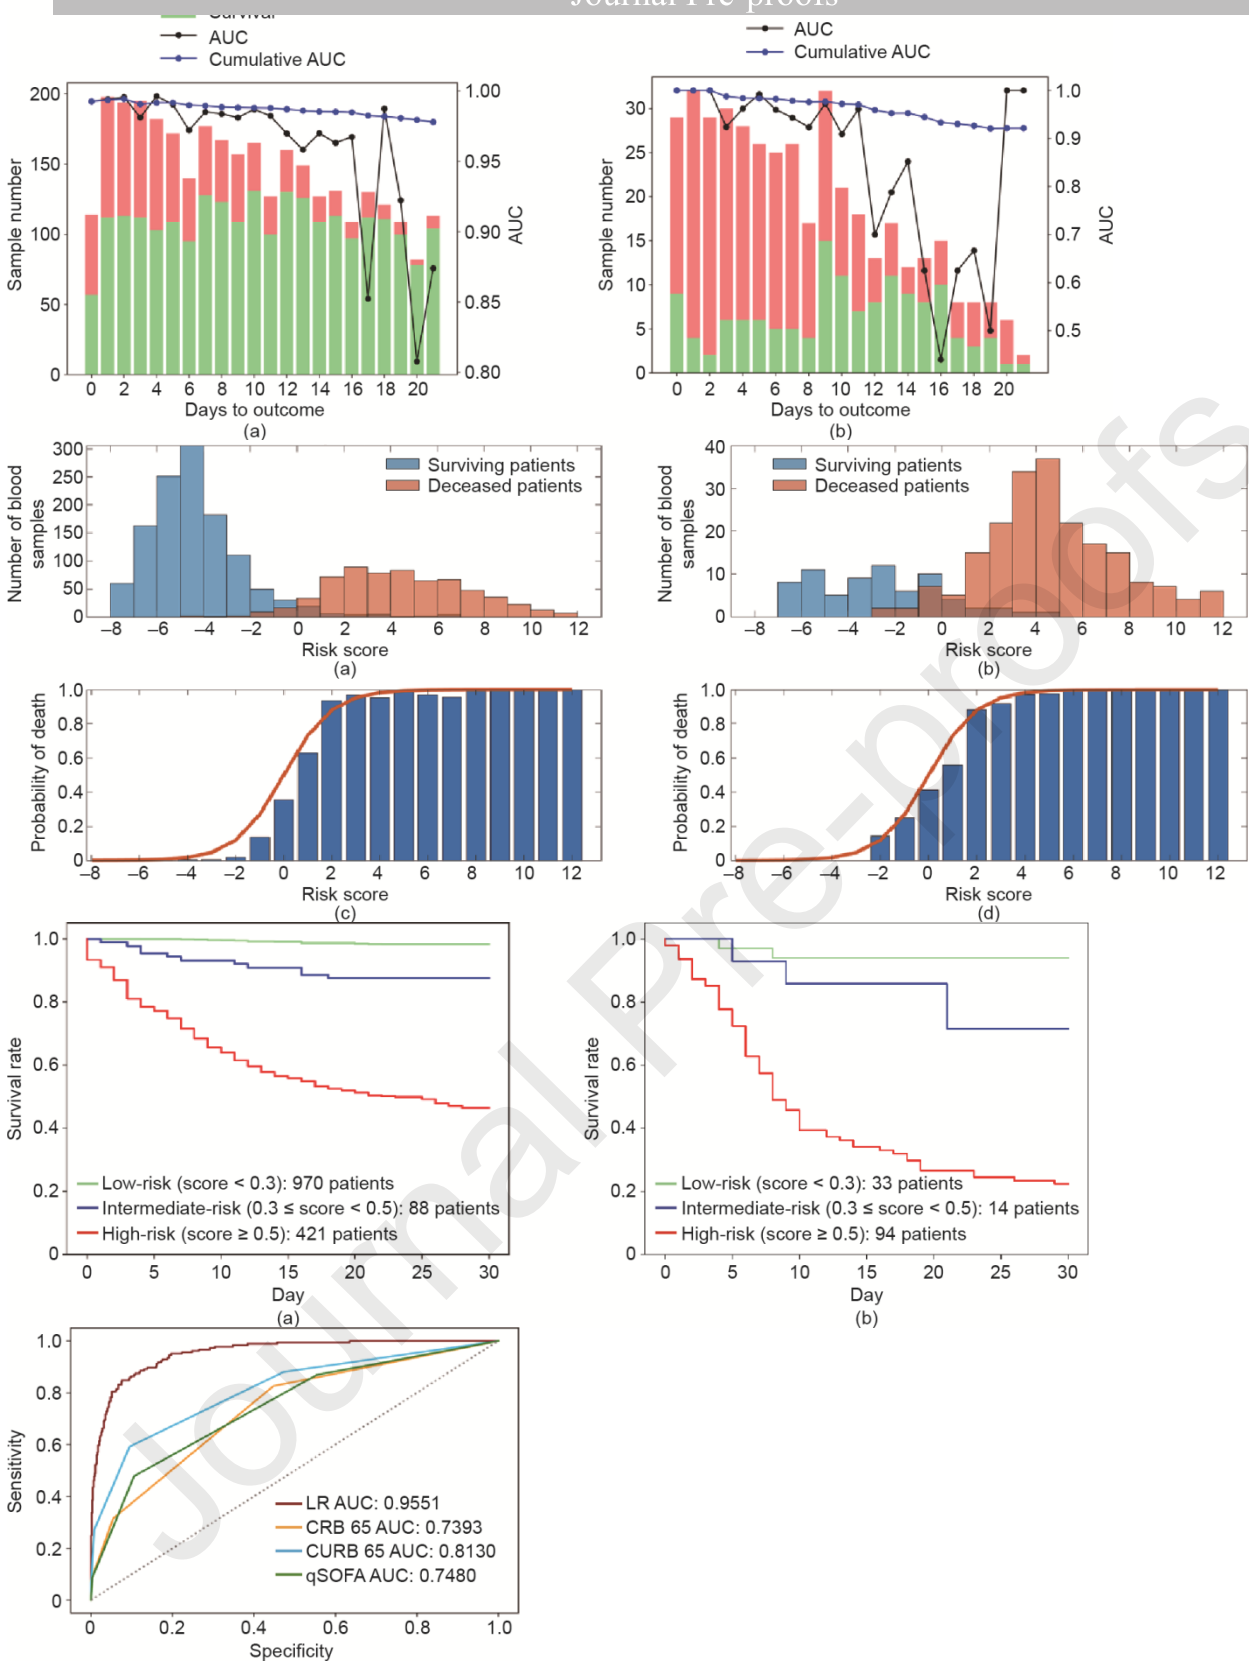 Journal Pre-proofs
Survival
AUC
Cumulative AUC
200
150
100
50
0
Sample number
1.00
0.95
0.90
0.85
0.80
AUC
0 2 4 6 8 10 12 14 16 18 20
Days to outcome
(a)
AUC
Cumulative AUC
30
25
20
15
10
5
0
Sample number
1.0
0.9
0.8
0.7
0.6
0.5
AUC
0 2 4 6 8 10 12 14 16 18 20
Days to outcome
(b)
300
250
200
150
100
50
0
Number of blood
samples
Surviving patients
Deceased patients
−8 −6 −4 −2 0 2 4 6 8 10 12
Risk score
(a)
40
30
20
10
0
Number of blood
samples
Surviving patients
Deceased patients
−8 −6 −4 −2 0 2 4 6 8 10 12
Risk score
(b)
1.0
0.8
0.6
0.4
0.2
0
Probability of death
−8 −6 −4 −2 0 2 4 6 8 10 12
Risk score
(c)
1.0
0.8
0.6
0.4
0.2
0
Probability of death
−8 −6 −4 −2 0 2 4 6 8 10 12
Risk score
(d)
1.0
0.8
0.6
0.4
0.2
0
Survival rate
Low-risk (score < 0.3): 970 patients
Intermediate-risk (0.3 ≤ score < 0.5): 88 patients
High-risk (score ≥ 0.5): 421 patients
0 5 10 15 20 25 30
Day
(a)
1.0
0.8
0.6
0.4
0.2
0
Survival rate
Low-risk (score < 0.3): 33 patients
Intermediate-risk (0.3 ≤ score < 0.5): 14 patients
High-risk (score ≥ 0.5): 94 patients
0 5 10 15 20 25 30
Day
(b)
1.0
0.8
0.6
0.4
0.2
0
Sensitivity
LR AUC: 0.9551
CRB 65 AUC: 0.7393
CURB 65 AUC: 0.8130
qSOFA AUC: 0.7480
0 0.2 0.4 0.6 0.8 1.0
Specificity
Journal Pre-proofs